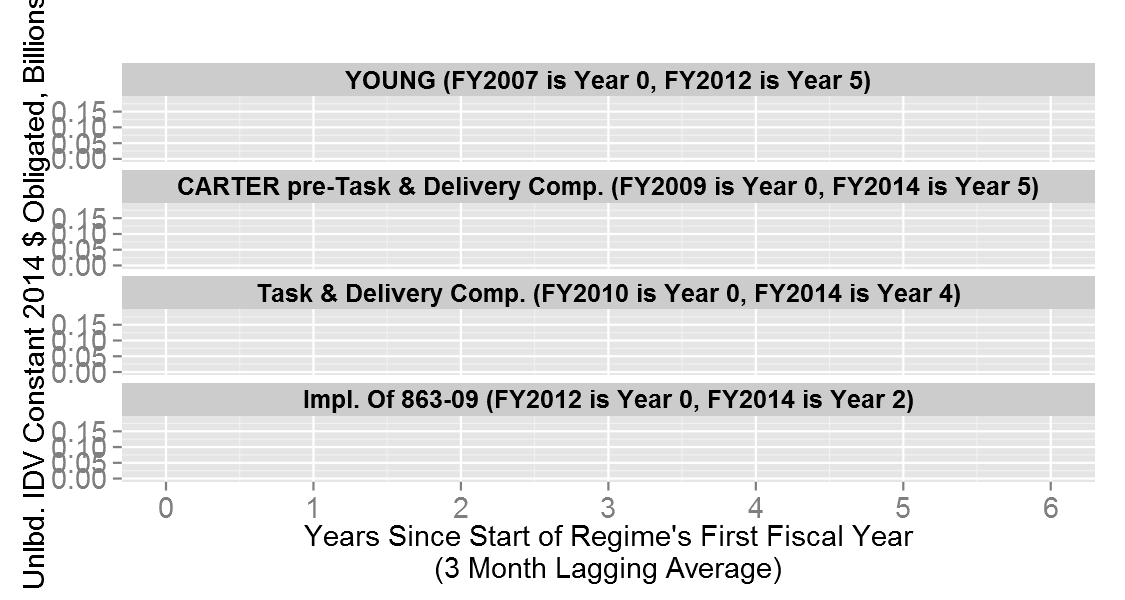 Unlbd. IDV Constant 2014 $ Obligated, Billions
YOUNG (FY2007 is Year 0, FY2012 is Year 5)
0.15
0.10
0.05
0.00
CARTER pre-Task & Delivery Comp. (FY2009 is Year 0, FY2014 is Year 5)
0.15
0.10
0.05
0.00
Task & Delivery Comp. (FY2010 is Year 0, FY2014 is Year 4)
0.15
0.10
0.05
0.00
Impl. Of 863-09 (FY2012 is Year 0, FY2014 is Year 2)
0.15
0.10
0.05
0.00
0 1 2 3 4 5 6
Years Since Start of Regime's First Fiscal Year
(3 Month Lagging Average)